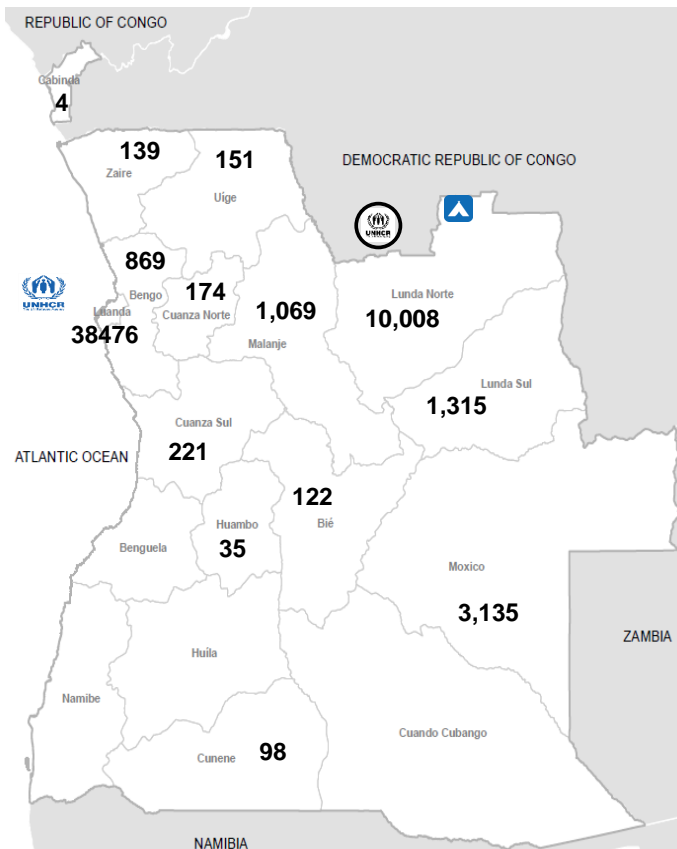 REPUBLIC OF CONGO
Cabinda
4
139
Zaire
151
Uíge
DEMOCRATIC REPUBLIC OF CONGO
UNHCR
869
Bengo
174
Cuanza Norte
1,069
Malanje
Lunda Norte
10,008
UNHCR
Luanda
38476
Lunda Sul
1,315
Cuanza Sul
221
ATLANTIC OCEAN
122
Bié
Huambo
35
Benguela
Moxico
3,135
ZAMBIA
Huíla
Namibe
Cuando Cubango
Cunene
98
NAMIBIA